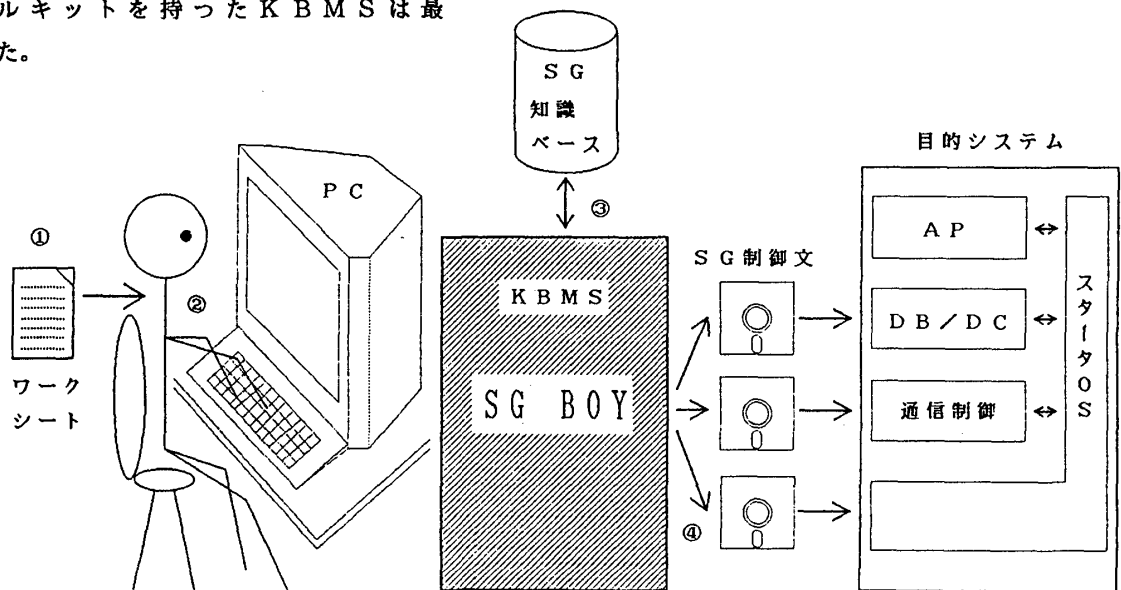 ルキットを持ったKBMSは最
た。
SG
知識
ベース
目的システム
PC
③
①
AP
SG制御文
KBMS
②
DB/DC
スタータOS
SG BOY
通信制御
ワーク
シート
④